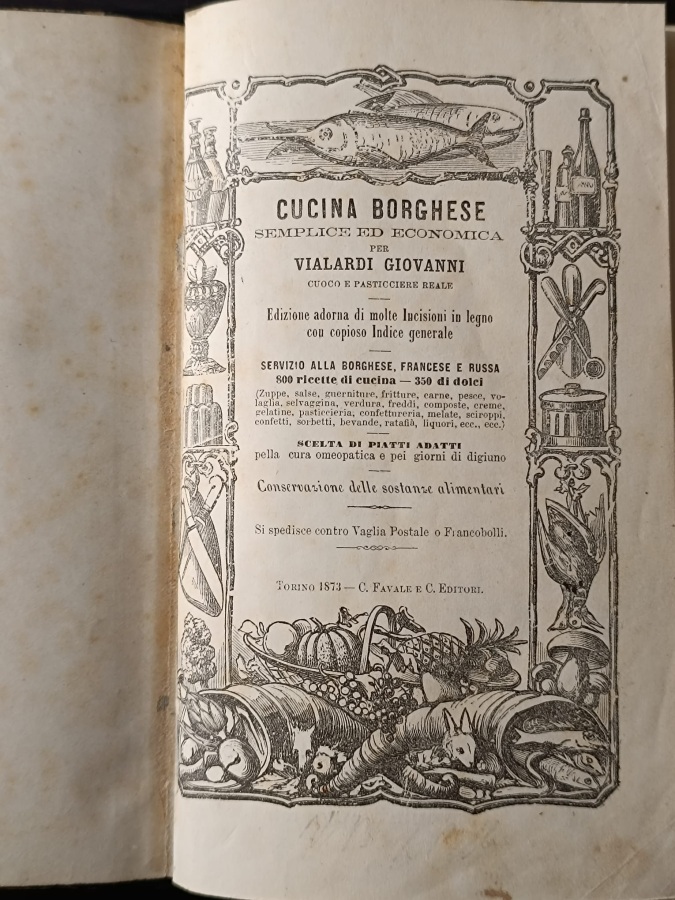 CUCINA BORGHESE
SEMPLICE ED ECONOMICA
PER
VIALARDI GIOVANNI
CUOCO E PASTICCIERE REALE
Edizione adorna di molte Incisioni in legno
con copioso Indice generale
SERVIZIO ALLA BORGHESE, FRANCESE E RUSSA
800 ricette di cucina — 350 di dolci
(Zuppe, salse, guerniture, fritture, carne, pesce, vo-
laglia, selvaggina, verdura, freddi, composte, creme,
gelatine, pasticcieria, confettureria, melate, sciroppi,
confetti, sorbetti, bevande, ratafià, liquori, ecc., ecc.)
SCELTA DI PIATTI ADATTI
pella cura omeopatica e pei giorni di digiuno
Conservazione delle sostanze alimentari
Si spedisce contro Vaglia Postale o Francobolli.
TORINO 1873 — C. FAVALE E C. EDITORI.